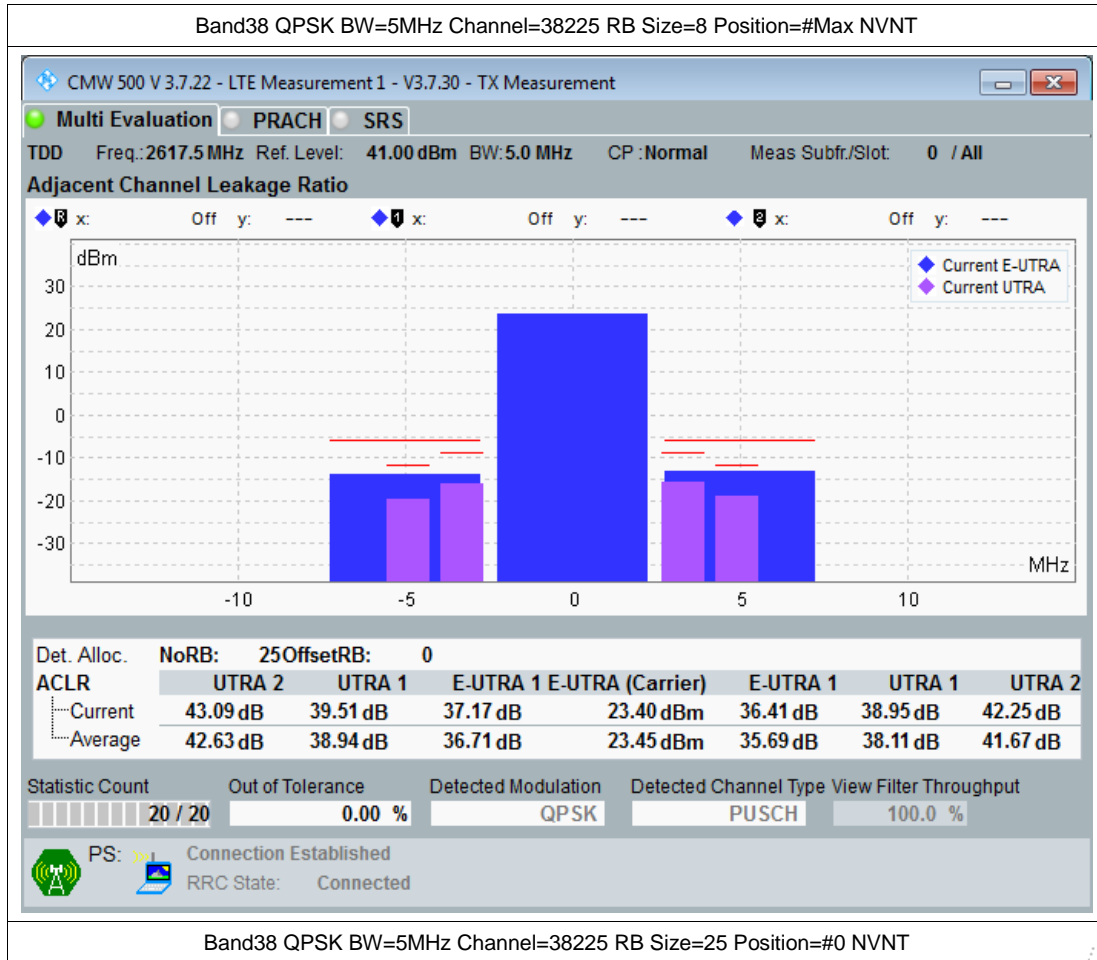 Band38 QPSK BW=5MHz Channel=38225 RB Size=8 Position=#Max NVNT
CMW 500 V 3.7.22 - LTE Measurement 1 - V3.7.30 - TX Measurement
Multi Evaluation PRACH SRS
TDD Freq.:2617.5 MHz Ref. Level: 41.00 dBm BW:5.0 MHz CP :Normal Meas Subfr./Slot: 0 / All
Adjacent Channel Leakage Ratio
R x: Off y: --- 1 x: Off y: --- 2 x: Off y: ---
dBm
Current E-UTRA
Current UTRA
30
20
10
0
-10
-20
-30
MHz
-10 -5 0 5 10
Det. Alloc. NoRB: 25 OffsetRB: 0
ACLR UTRA 2 UTRA 1 E-UTRA 1 E-UTRA (Carrier) E-UTRA 1 UTRA 1 UTRA 2
Current 43.09 dB 39.51 dB 37.17 dB 23.40 dBm 36.41 dB 38.95 dB 42.25 dB
Average 42.63 dB 38.94 dB 36.71 dB 23.45 dBm 35.69 dB 38.11 dB 41.67 dB
Statistic Count Out of Tolerance Detected Modulation Detected Channel Type View Filter Throughput
20 / 20 0.00 % QPSK PUSCH 100.0 %
PS: Connection Established
RRC State: Connected
Band38 QPSK BW=5MHz Channel=38225 RB Size=25 Position=#0 NVNT